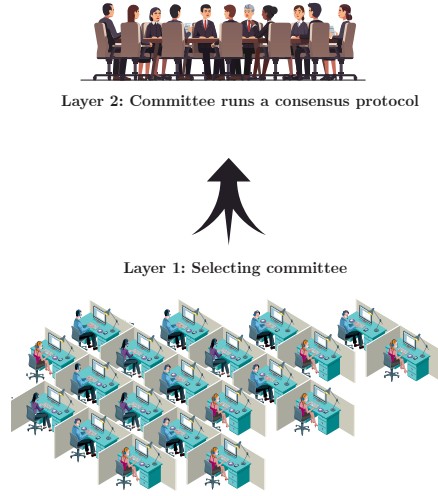 Layer 2: Committee runs a consensus protocol
Layer 1: Selecting committee